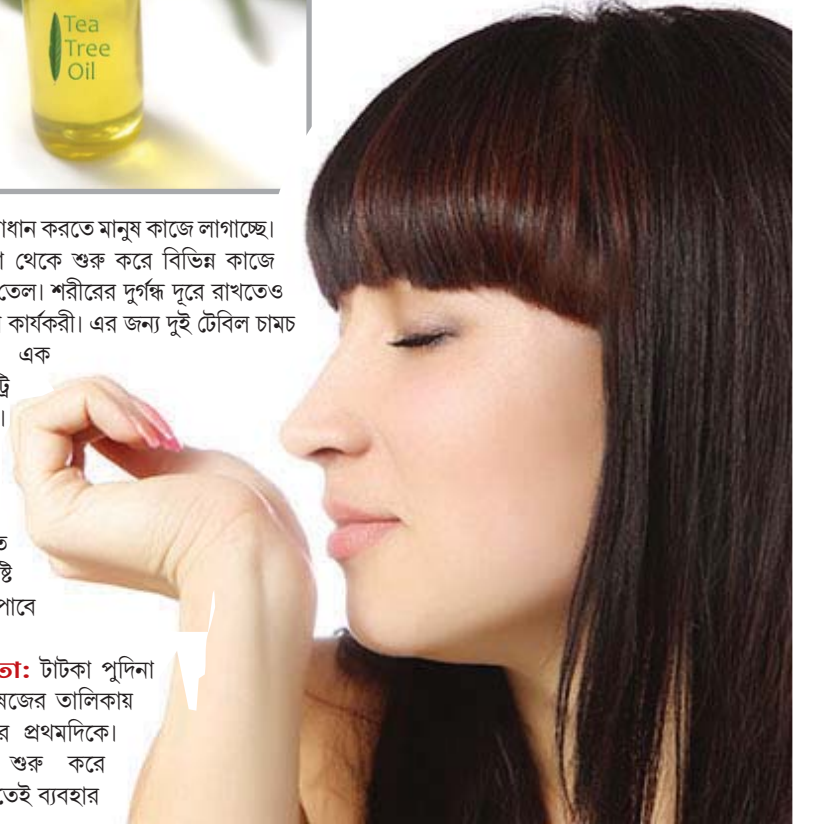 Tea
Tree
Oil
াধান করতে মানুষ কাজে লাগাচ্ছে।
থেকে শুরু করে বিভিন্ন কাজে
তেল। শরীরের দুর্গন্ধ দূরে রাখতেও
কার্যকরী। এর জন্য দুই টেবিল চামচ
এক
ট্রি
।
ত
ষ্টি
পাবে
তা: টাটকা পুদিনা
ষজের তালিকায়
র প্রথমদিকে।
শুরু করে
তেই ব্যবহার